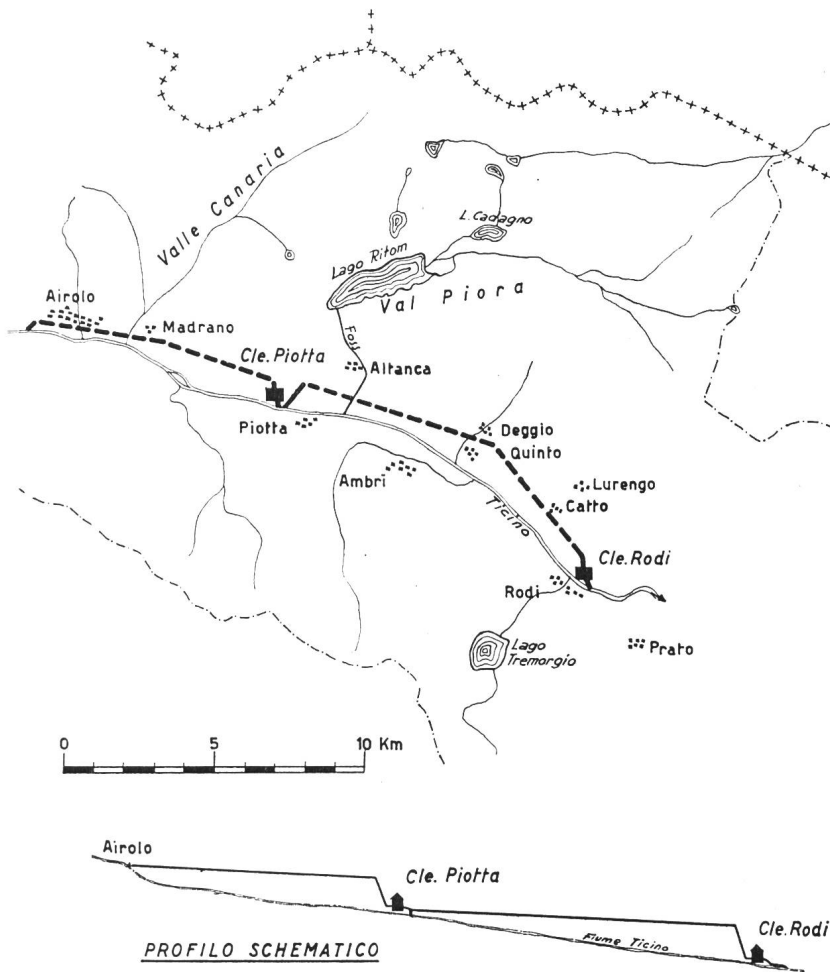 Valle Canaria
L. Cadagno
Lago Ritom
Val Piora
Airolo
Madrano
Foss
Cle. Piotta
Altanca
Piotta
Deggio
Quinto
Ambrì
Lurengo
Catto
Ticino
Cle. Rodi
Rodi
Lago
Tremorgio
Prato
0 5 10 Km
Airolo
Cle. Piotta
Cle. Rodi
Fiume Ticino
PROFILO SCHEMATICO